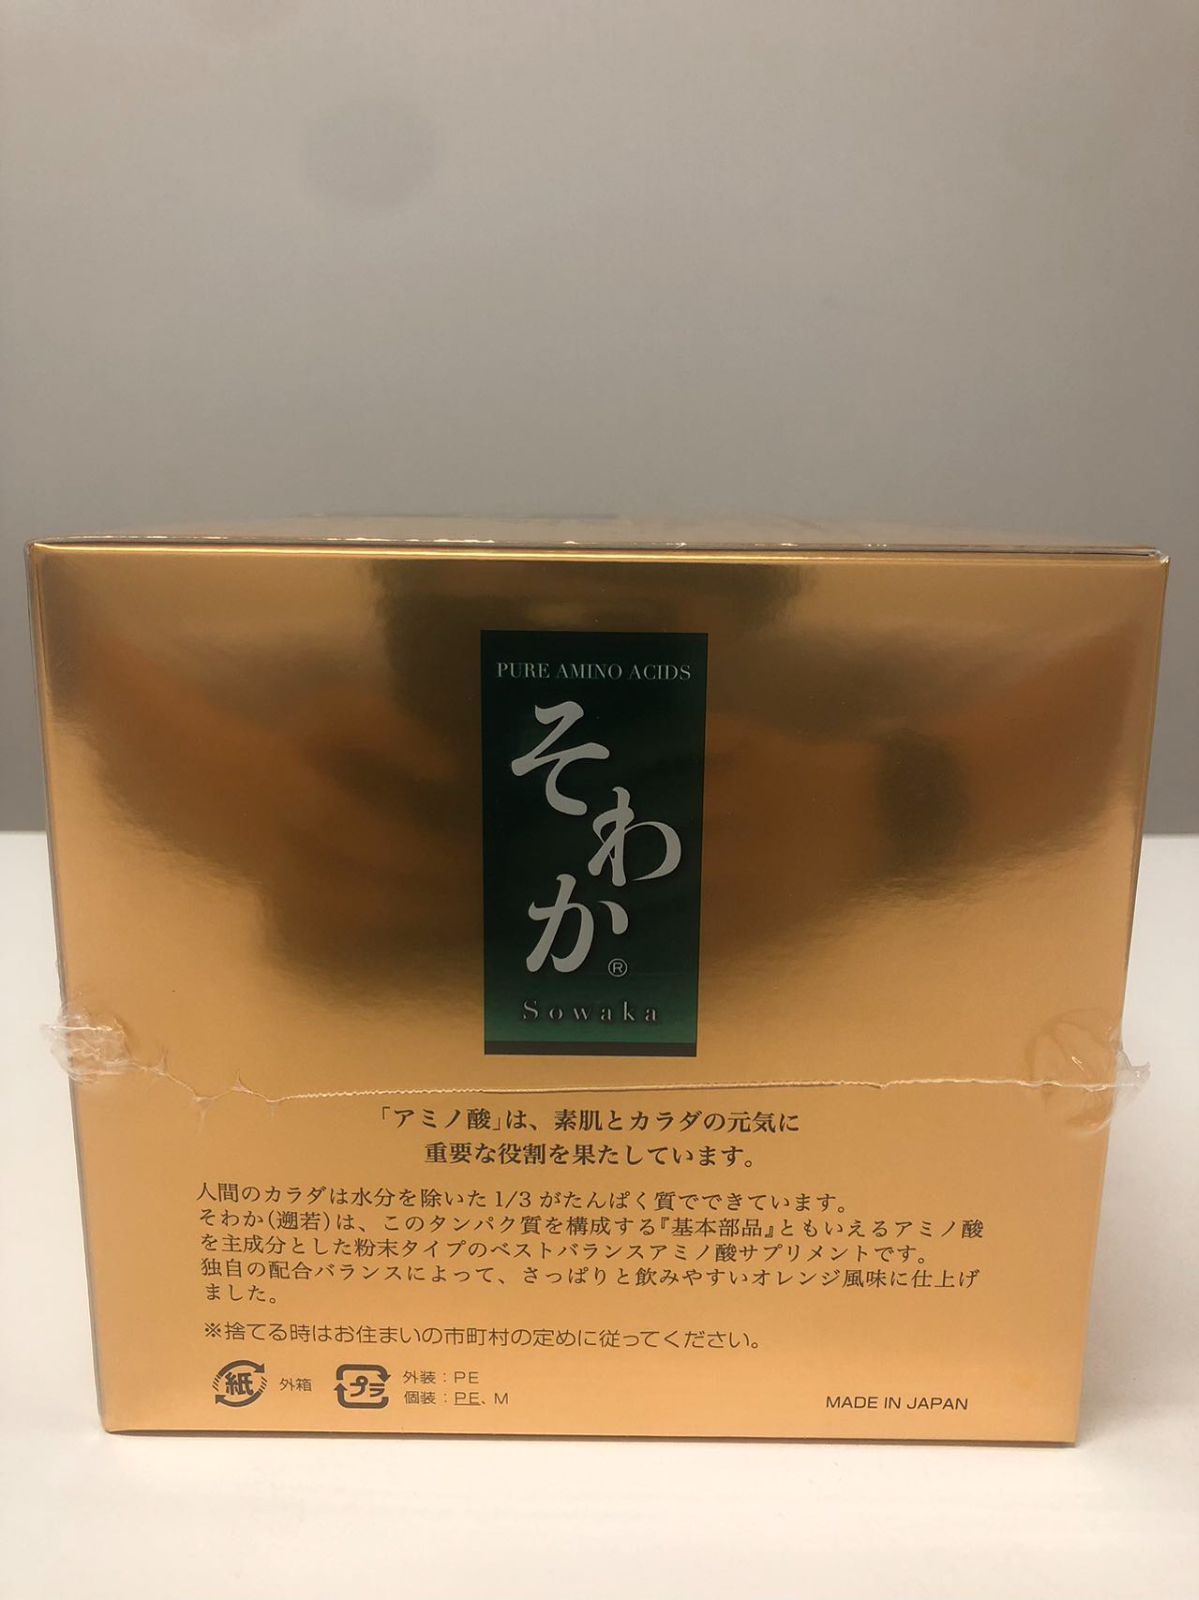 PURE AMINO ACIDS
そわか®
Sowaka
「アミノ酸」は、素肌とカラダの元気に
重要な役割を果たしています。
人間のカラダは水分を除いた1/3がたんぱく質でできています。
そわか(遡若)は、このタンパク質を構成する『基本部品』ともいえるアミノ酸
を主成分とした粉末タイプのベストバランスアミノ酸サプリメントです。
独自の配合バランスによって、さっぱりと飲みやすいオレンジ風味に仕上げ
ました。
※捨てる時はお住まいの市町村の定めに従ってください。
紙 外箱 プラ 外装:PE
個装:PE、M
MADE IN JAPAN